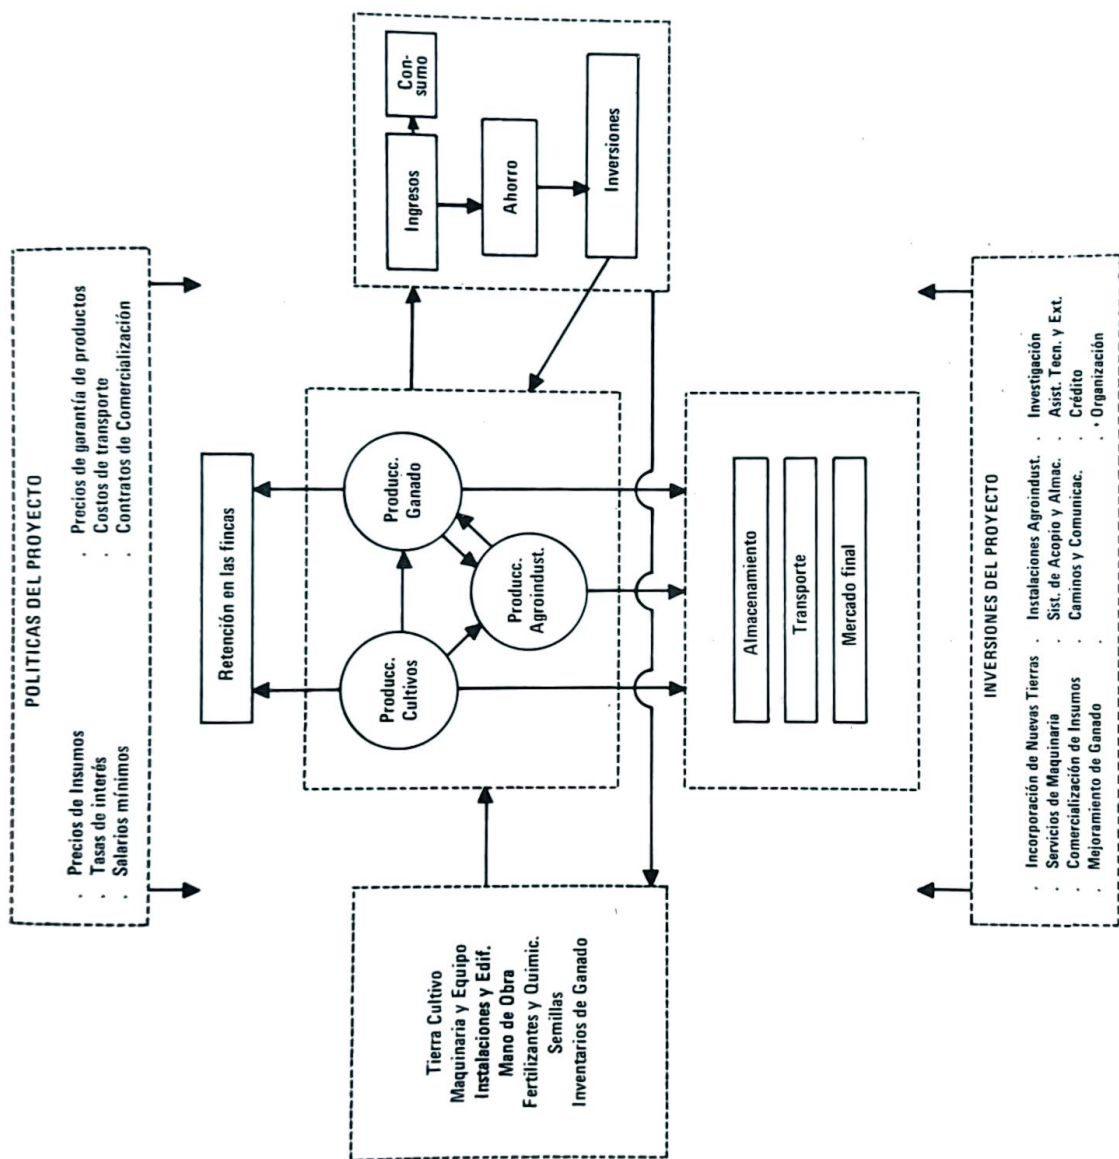 POLITICAS DEL PROYECTO
. Precios de Insumos
. Tasas de interés
. Salarios mínimos
. Precios de garantía de productos
. Costos de transporte
. Contratos de Comercialización
Retención en las fincas
Tierra Cultivo
Maquinaria y Equipo
Instalaciones y Edif.
Mano de Obra
Fertilizantes y Quimic.
Semillas
Inventarios de Ganado
Producc.
Cultivos
Producc.
Ganado
Producc.
Agroindust.
Ingresos
Con-
sumo
Ahorro
Inversiones
Almacenamiento
Transporte
Mercado final
INVERSIONES DEL PROYECTO
. Incorporación de Nuevas Tierras
. Servicios de Maquinaria
. Comercialización de Insumos
. Mejoramiento de Ganado
. Instalaciones Agroindust.
. Sist. de Acopio y Almac.
. Caminos y Comunicac.
. Investigación
. Asist. Tecn. y Ext.
. Crédito
. Organización